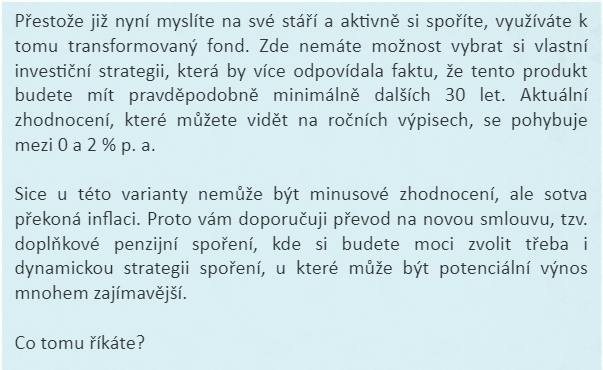 Přestože již nyní myslíte na své stáří a aktivně si spoříte, využíváte k
tomu transformovaný fond. Zde nemáte možnost vybrat si vlastní
investiční strategii, která by více odpovídala faktu, že tento produkt
budete mít pravděpodobně minimálně dalších 30 let. Aktuální
zhodnocení, které můžete vidět na ročních výpisech, se pohybuje
mezi 0 a 2 % p. a.
Sice u této varianty nemůže být minusové zhodnocení, ale sotva
překoná inflaci. Proto vám doporučuji převod na novou smlouvu, tzv.
doplňkové penzijní spoření, kde si budete moci zvolit třeba i
dynamickou strategii spoření, u které může být potenciální výnos
mnohem zajímavější.
Co tomu říkáte?